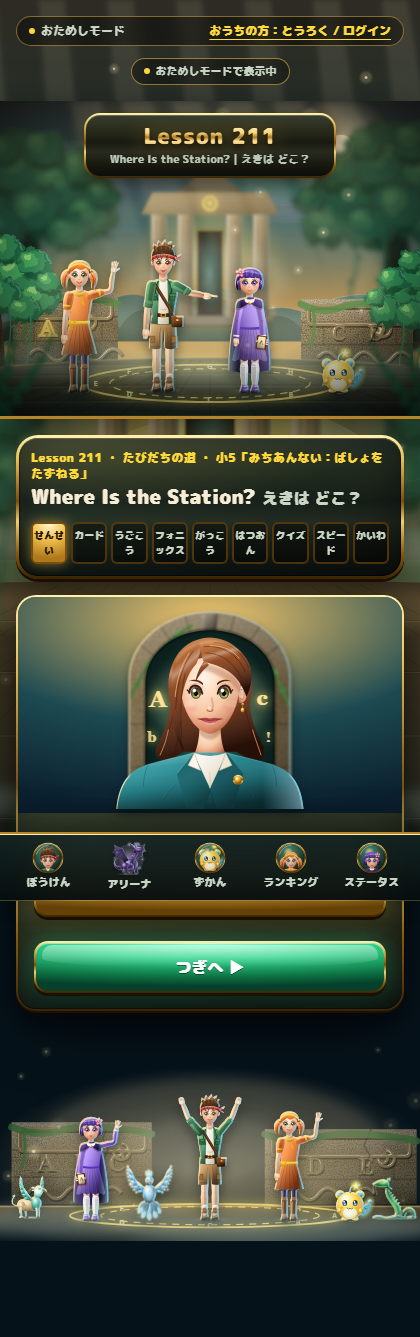 おためしモード
おうちの方：とうろく / ログイン
おためしモードで表示中
Lesson 211
Where Is the Station? | えきは どこ？
A
Lesson 211 ・ たびだちの道 ・ 小5「みちあんない：ばしょを
たずねる」
Where Is the Station? えきは どこ？
せんせ
い
カード
うごこ
う
フォニ
ックス
がっこ
う
はつお
ん
クイズ
スピー
ド
かいわ
A c
b !
ぼうけん
アリーナ
ずかん
ランキング
ステータス
つぎへ ▶
A D E